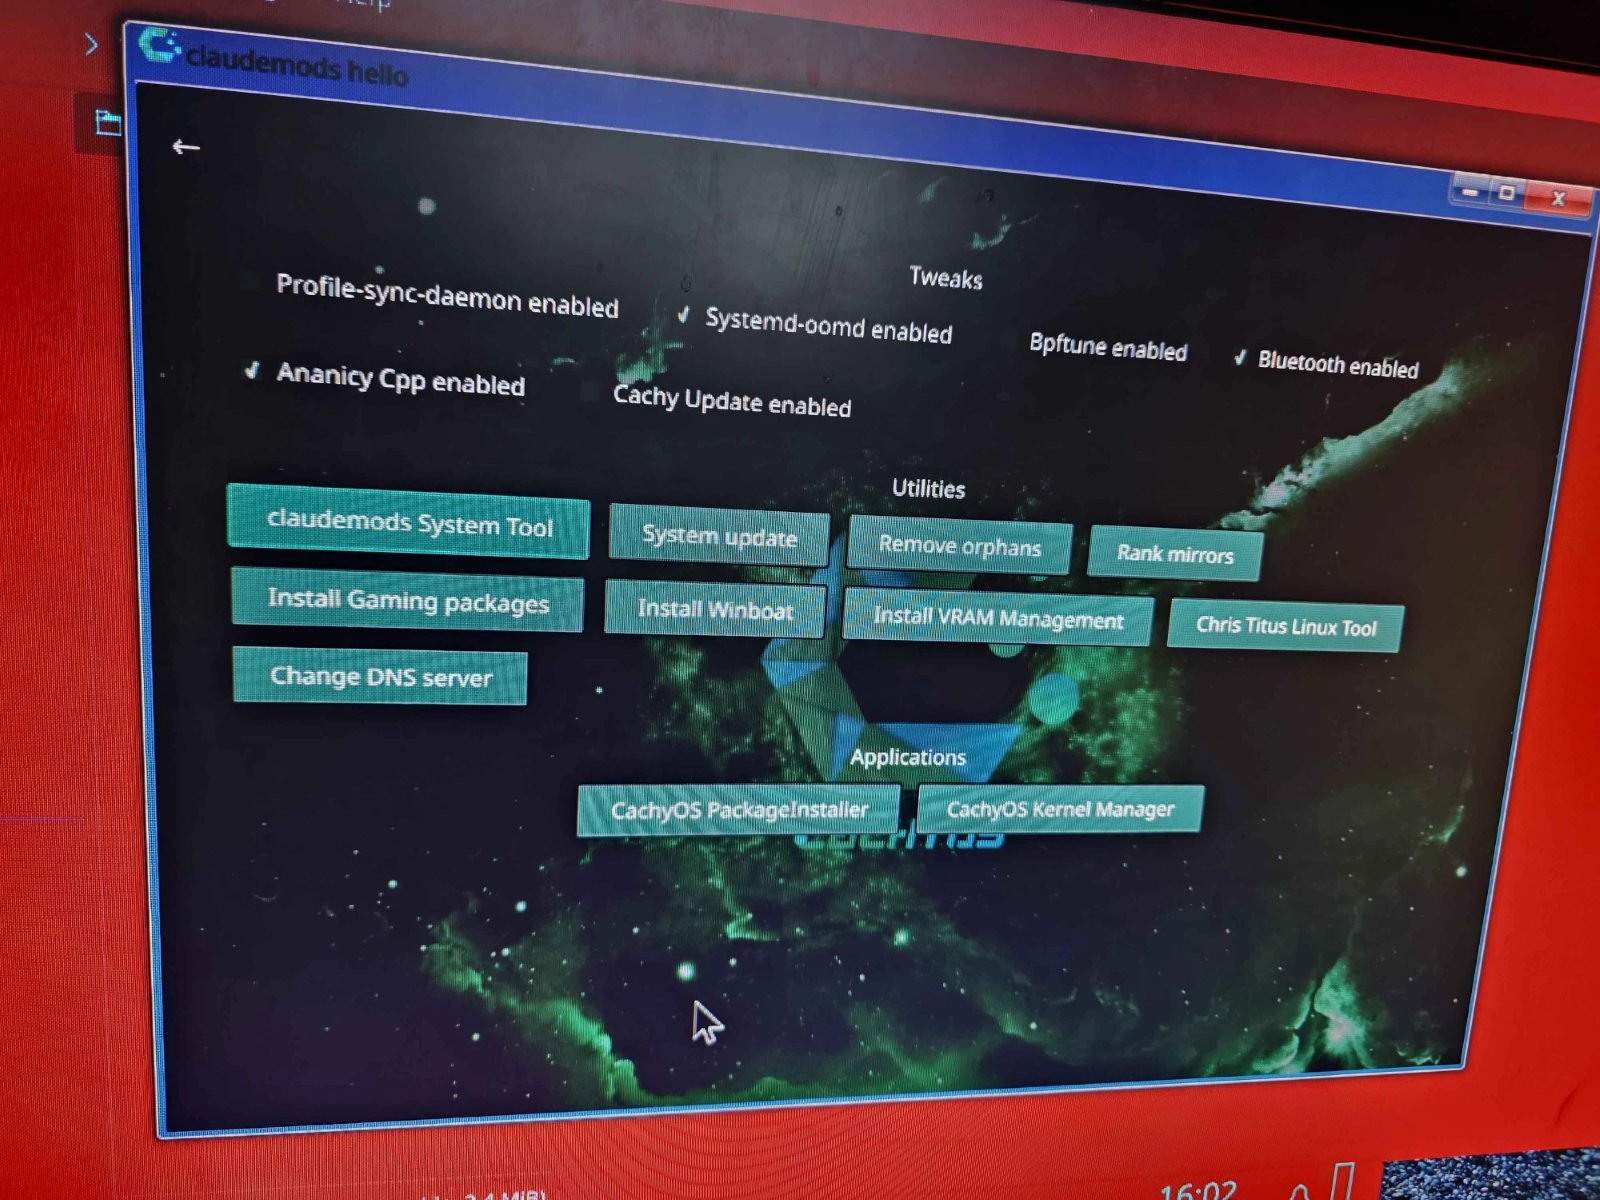 claudemods hello
Tweaks
Profile-sync-daemon enabled
Systemd-oomd enabled
Bpftune enabled
Bluetooth enabled
Ananicy Cpp enabled
Cachy Update enabled
Utilities
claudemods System Tool
System update
Remove orphans
Rank mirrors
Install Gaming packages
Install Winboat
Install VRAM Management
Chris Titus Linux Tool
Change DNS server
Applications
CachyOS PackageInstaller
CachyOS Kernel Manager
16:02